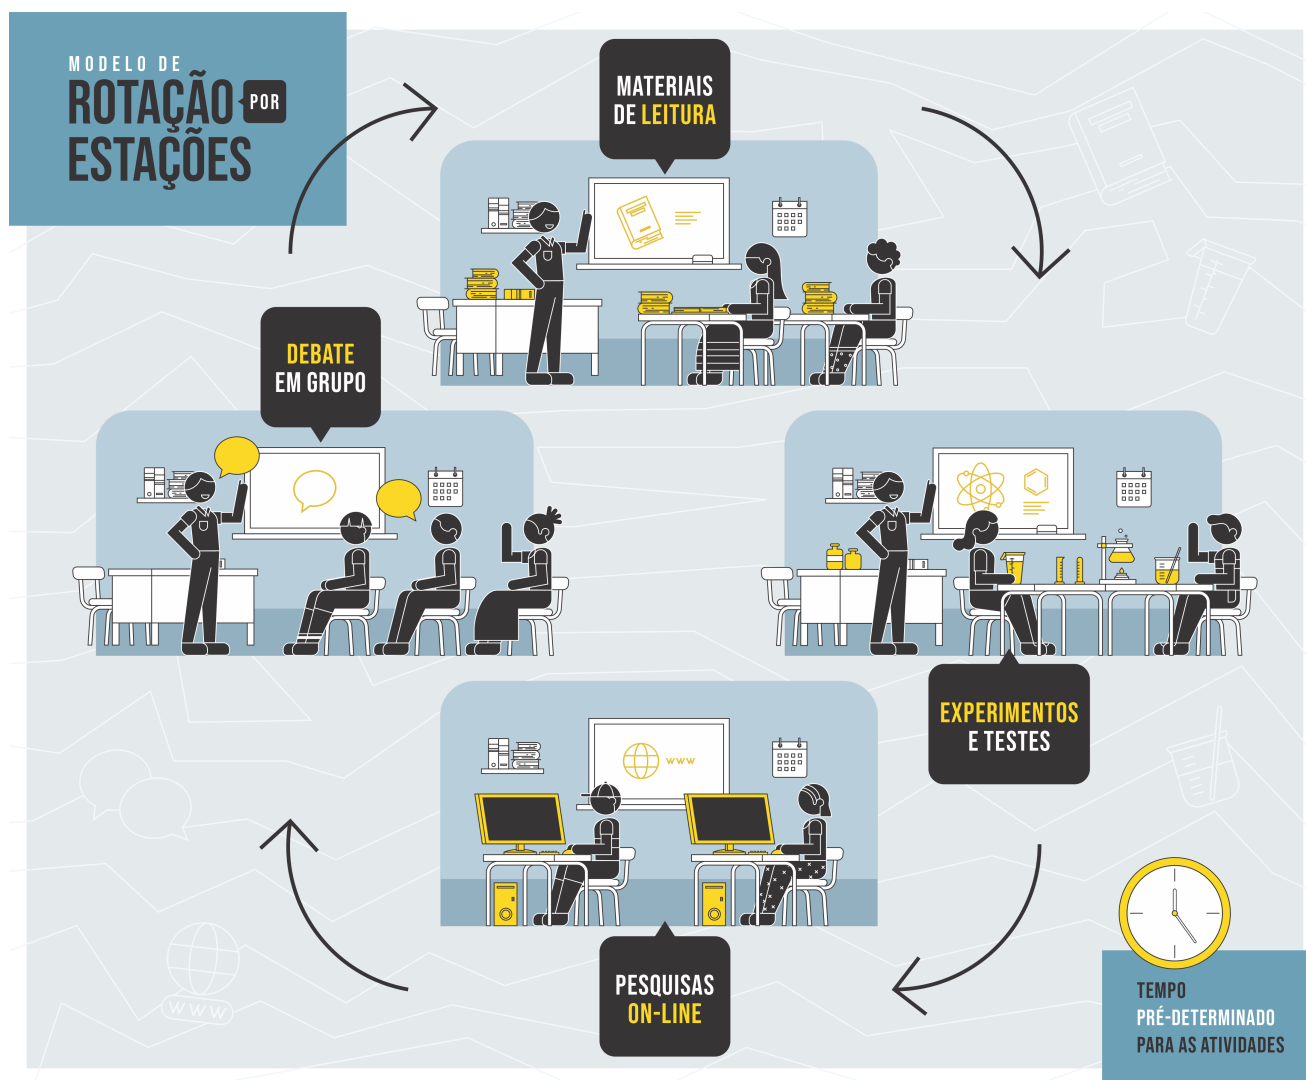 MODELO DE
ROTAÇÃO POR
ESTAÇÕES
MATERIAIS
DE LEITURA
DEBATE
EM GRUPO
EXPERIMENTOS
E TESTES
WWW
PESQUISAS
ON-LINE
WWW
TEMPO
PRÉ-DETERMINADO
PARA AS ATIVIDADES